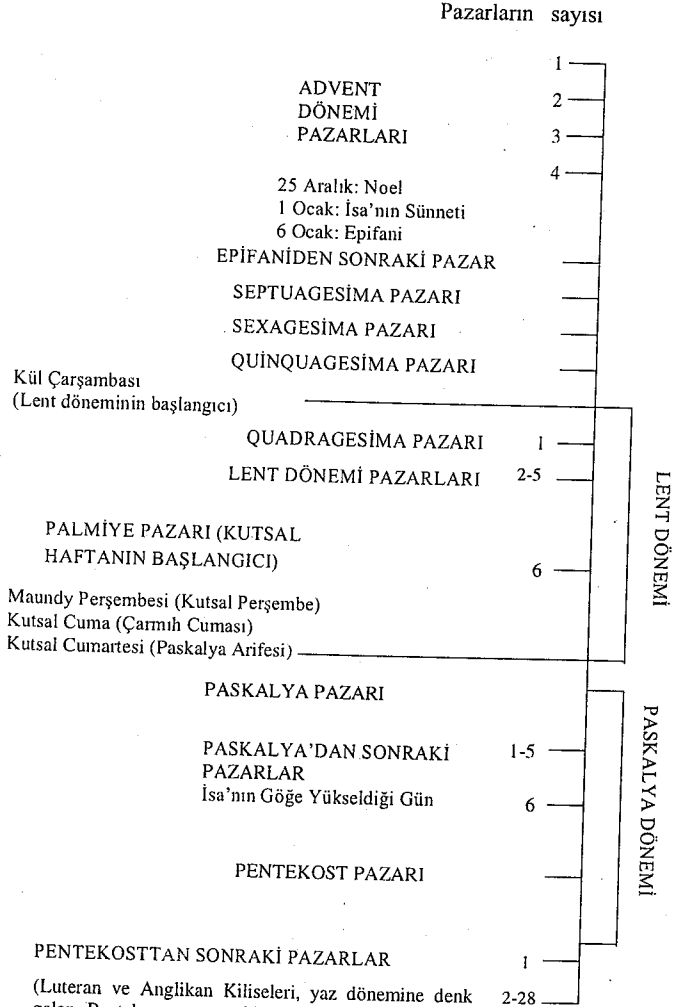 Pazarların sayısı
1
ADVENT
2
DÖNEMİ
PAZARLARI 3
4
25 Aralık: Noel
1 Ocak: İsa'nın Sünneti
6 Ocak: Epifani
EPİFANİDEN SONRAKİ PAZAR
SEPTUAGESİMA PAZARI
SEXAGESİMA PAZARI
QUİNQUAGESİMA PAZARI
Kül Çarşambası
(Lent döneminin başlangıcı)
QUADRAGESİMA PAZARI 1
LENT DÖNEMİ PAZARLARI 2-5
PALMİYE PAZARI (KUTSAL
HAFTANIN BAŞLANGICI)
6
Maundy Perşembesi (Kutsal Perşembe)
Kutsal Cuma (Çarmıh Cuması)
Kutsal Cumartesi (Paskalya Arifesi)
LENT DÖNEMİ
PASKALYA PAZARI
PASKALYA'DAN SONRAKİ 1-5
PAZARLAR
İsa'nın Göğe Yükseldiği Gün 6
PENTEKOST PAZARI
PASKALYA DÖNEMİ
PENTEKOSTTAN SONRAKİ PAZARLAR 1
(Luteran ve Anglikan Kiliseleri, yaz dönemine denk 2-28